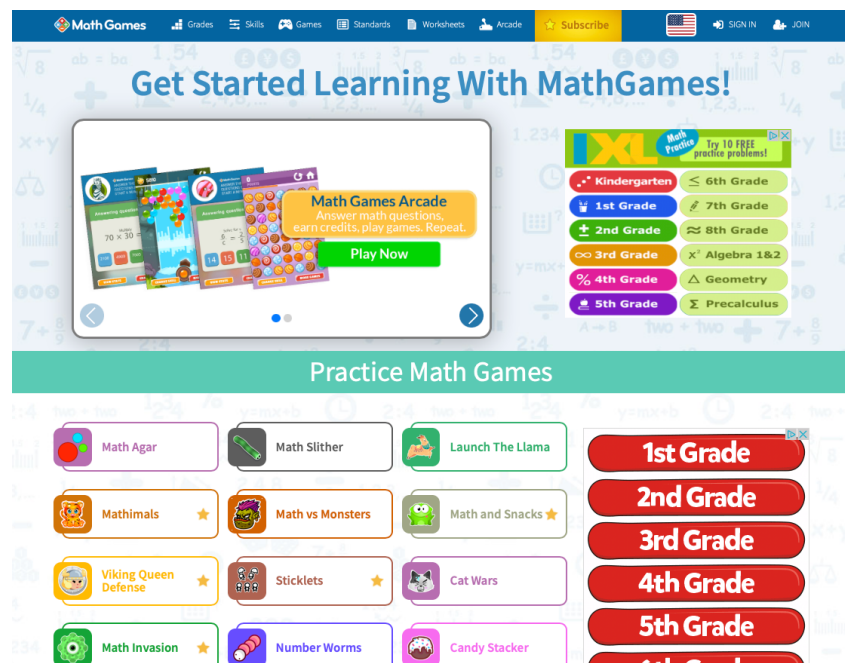 Math Games
Grades
Skills
Games
Standards
Worksheets
Arcade
Subscribe
SIGN IN
JOIN
Get Started Learning With MathGames!
Math Games Arcade
Answer math questions,
earn credits, play games. Repeat.
Play Now
IXL
Math
Practice
Try 10 FREE
practice problems!
Kindergarten
≤ 6th Grade
1st Grade
7th Grade
2nd Grade
≈ 8th Grade
∞ 3rd Grade
x² Algebra 1&2
% 4th Grade
△ Geometry
5th Grade
Σ Precalculus
Practice Math Games
Math Agar
Math Slither
Launch The Llama
Mathimals
Math vs Monsters
Math and Snacks
Viking Queen
Defense
Sticklets
Cat Wars
Math Invasion
Number Worms
Candy Stacker
1st Grade
2nd Grade
3rd Grade
4th Grade
5th Grade